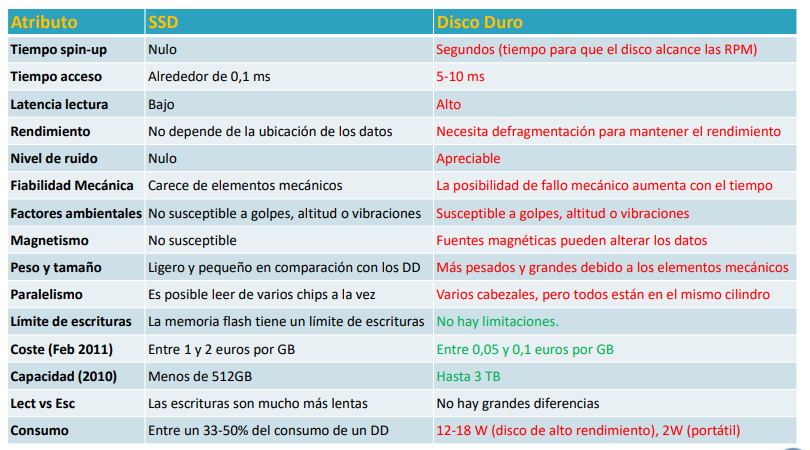 Atributo SSD Disco Duro
Tiempo spin-up Nulo Segundos (tiempo para que el disco alcance las RPM)
Tiempo acceso Alrededor de 0,1 ms 5-10 ms
Latencia lectura Bajo Alto
Rendimiento No depende de la ubicación de los datos Necesita defragmentación para mantener el rendimiento
Nivel de ruido Nulo Apreciable
Fiabilidad Mecánica Carece de elementos mecánicos La posibilidad de fallo mecánico aumenta con el tiempo
Factores ambientales No susceptible a golpes, altitud o vibraciones Susceptible a golpes, altitud o vibraciones
Magnetismo No susceptible Fuentes magnéticas pueden alterar los datos
Peso y tamaño Ligero y pequeño en comparación con los DD Más pesados y grandes debido a los elementos mecánicos
Paralelismo Es posible leer de varios chips a la vez Varios cabezales, pero todos están en el mismo cilindro
Límite de escrituras La memoria flash tiene un límite de escrituras No hay limitaciones.
Coste (Feb 2011) Entre 1 y 2 euros por GB Entre 0,05 y 0,1 euros por GB
Capacidad (2010) Menos de 512GB Hasta 3 TB
Lect vs Esc Las escrituras son mucho más lentas No hay grandes diferencias
Consumo Entre un 33-50% del consumo de un DD 12-18 W (disco de alto rendimiento), 2W (portátil)